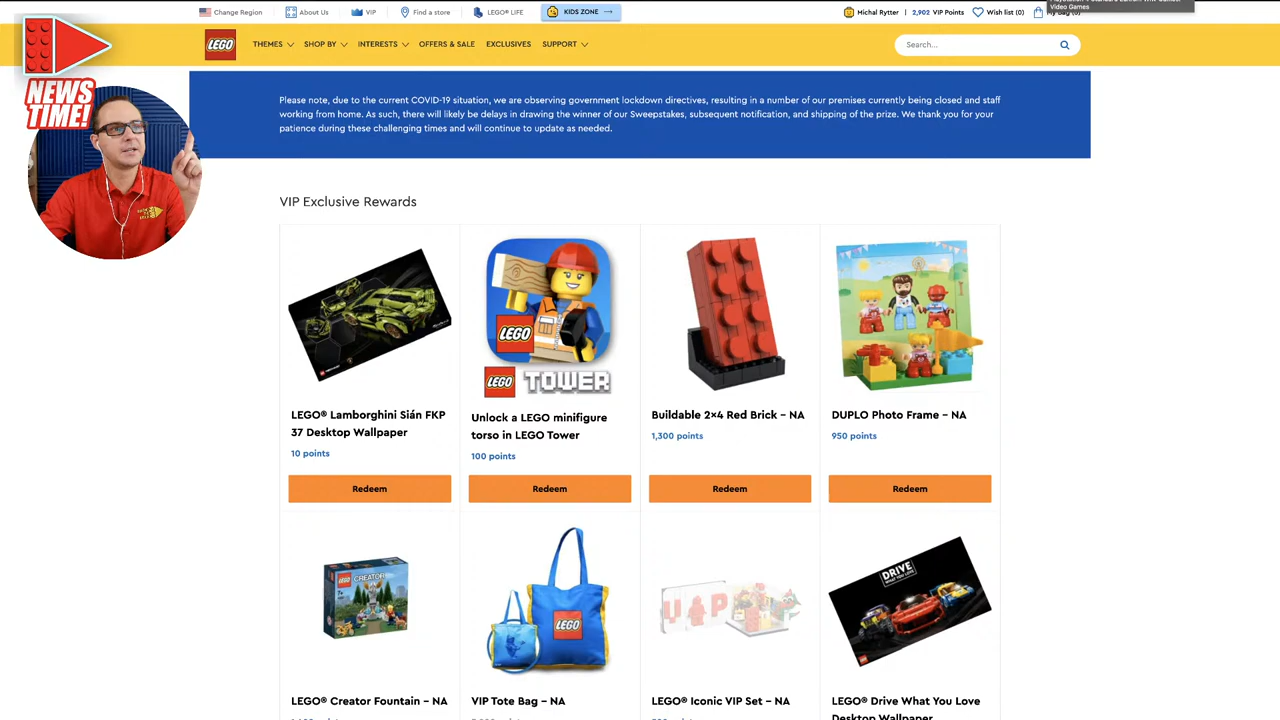 Change Region
About Us
VIP
Find a store
LEGO® LIFE
KIDS ZONE →
Michal Rytter | 2,902 VIP Points
Wish list (0)
Video Games
LEGO
THEMES
SHOP BY
INTERESTS
OFFERS & SALE
EXCLUSIVES
SUPPORT
Search...
NEWS
TIME!
Please note, due to the current COVID-19 situation, we are observing government lockdown directives, resulting in a number of our premises currently being closed and staff
working from home. As such, there will likely be delays in drawing the winner of our Sweepstakes, subsequent notification, and shipping of the prize. We thank you for your
patience during these challenging times and will continue to update as needed.
VIP Exclusive Rewards
LEGO
LEGO TOWER
LEGO® Lamborghini Sián FKP
37 Desktop Wallpaper
10 points
Redeem
Unlock a LEGO minifigure
torso in LEGO Tower
100 points
Redeem
Buildable 2x4 Red Brick – NA
1,300 points
Redeem
DUPLO Photo Frame – NA
950 points
Redeem
LEGO CREATOR
LEGO
VIP
DRIVE
WHAT YOU LOVE
LEGO® Creator Fountain – NA
VIP Tote Bag – NA
LEGO® Iconic VIP Set – NA
LEGO® Drive What You Love
Desktop Wallpaper